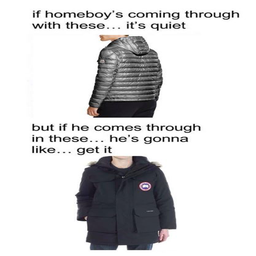 if homeboy's coming through
with these... it's quiet
but if he comes through
in these... he's gonna
like... get it